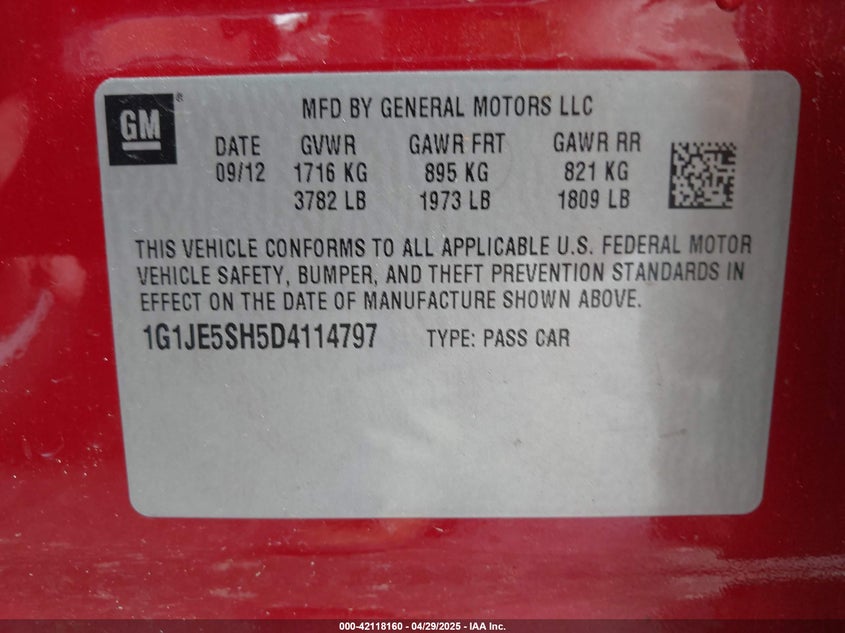 GM ®
MFD BY GENERAL MOTORS LLC
DATE GVWR GAWR FRT GAWR RR
09/12 1716 KG 895 KG 821 KG
3782 LB 1973 LB 1809 LB
THIS VEHICLE CONFORMS TO ALL APPLICABLE U.S. FEDERAL MOTOR
VEHICLE SAFETY, BUMPER, AND THEFT PREVENTION STANDARDS IN
EFFECT ON THE DATE OF MANUFACTURE SHOWN ABOVE.
1G1JE5SH5D4114797 TYPE: PASS CAR
000-42118160 - 04/29/2025 - IAA Inc.